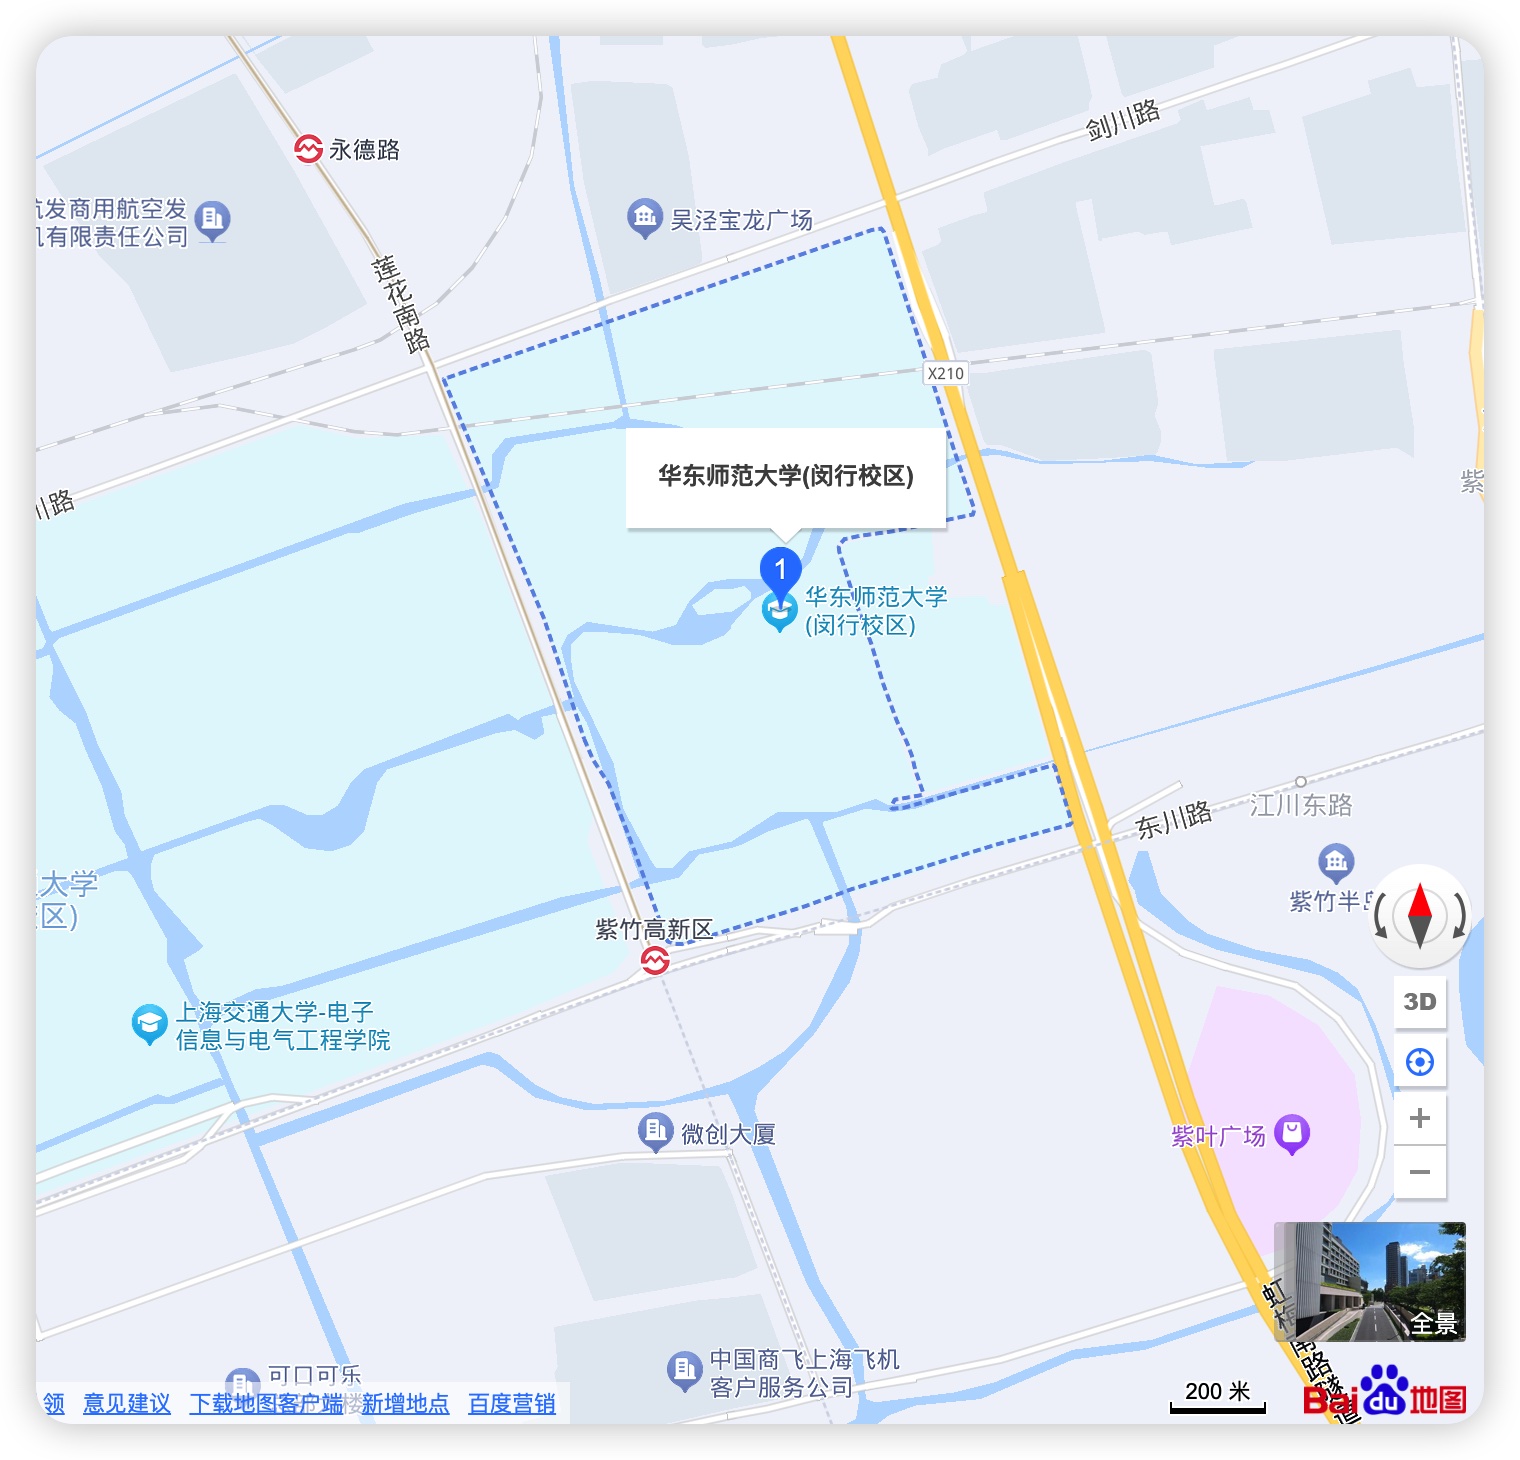 剑川路
永德路
发商用航空发
有限责任公司
吴泾宝龙广场
莲花南路
X210
华东师范大学(闵行校区)
川路
紫
1
华东师范大学
(闵行校区)
江川东路
东川路
大学
区)
紫竹半岛
紫竹高新区
3D
上海交通大学-电子
信息与电气工程学院
微创大厦
紫叶广场
全景
虹梅南路隧道
中国商飞上海飞机
客户服务公司
可口可乐
领 意见建议 下载地图客户端 新增地点 百度营销
200 米
Bai du 地图